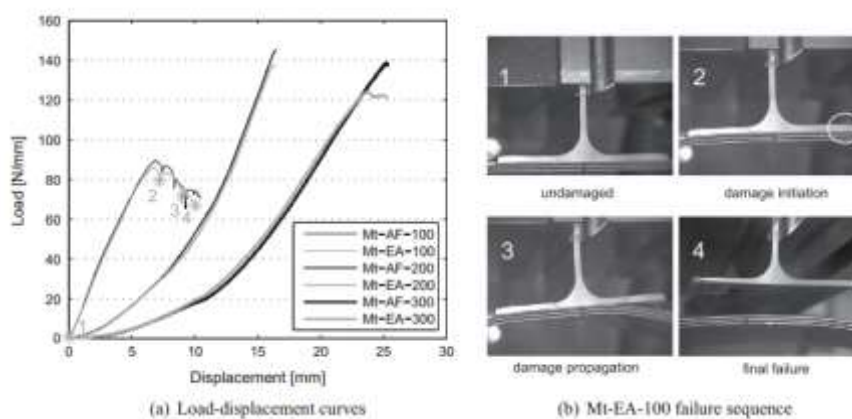 160
140
120
100
80
60
40
20
0
Load [N/mm]
1
2
3
4
Mt-AF-100
Mt-EA-100
Mt-AF-200
Mt-EA-200
Mt-AF-300
Mt-EA-300
0 5 10 15 20 25 30
Displacement [mm]
(a) Load-displacement curves
1
2
undamaged
damage initiation
3
4
damage propagation
final failure
(b) Mt-EA-100 failure sequence